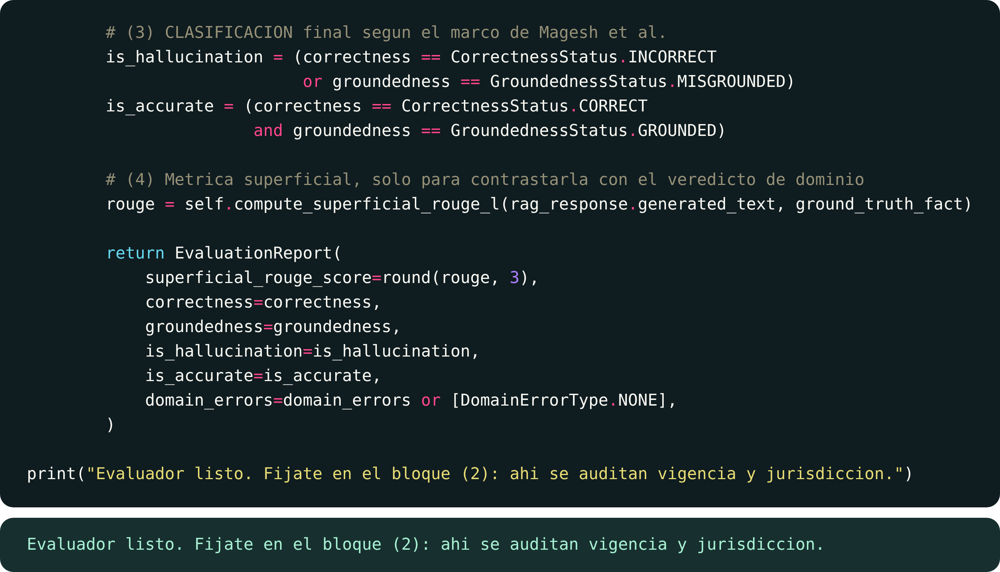 # (3) CLASIFICACION final segun el marco de Magesh et al.
is_hallucination = (correctness == CorrectnessStatus.INCORRECT
or groundedness == GroundednessStatus.MISGROUNDED)
is_accurate = (correctness == CorrectnessStatus.CORRECT
and groundedness == GroundednessStatus.GROUNDED)
# (4) Metrica superficial, solo para contrastarla con el veredicto de dominio
rouge = self.compute_superficial_rouge_l(rag_response.generated_text, ground_truth_fact)
return EvaluationReport(
superficial_rouge_score=round(rouge, 3),
correctness=correctness,
groundedness=groundedness,
is_hallucination=is_hallucination,
is_accurate=is_accurate,
domain_errors=domain_errors or [DomainErrorType.NONE],
)
print("Evaluador listo. Fijate en el bloque (2): ahi se auditan vigencia y jurisdiccion.")
Evaluador listo. Fijate en el bloque (2): ahi se auditan vigencia y jurisdiccion.